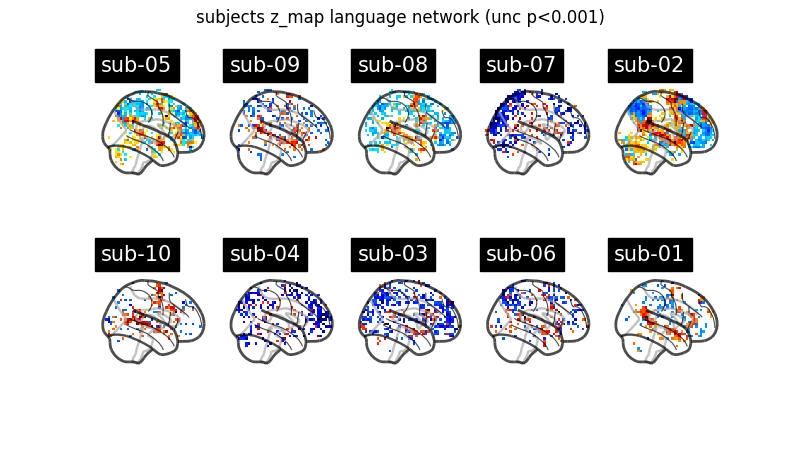 subjects z_map language network (unc p<0.001)
sub-05 sub-09 sub-08 sub-07 sub-02
sub-10 sub-04 sub-03 sub-06 sub-01